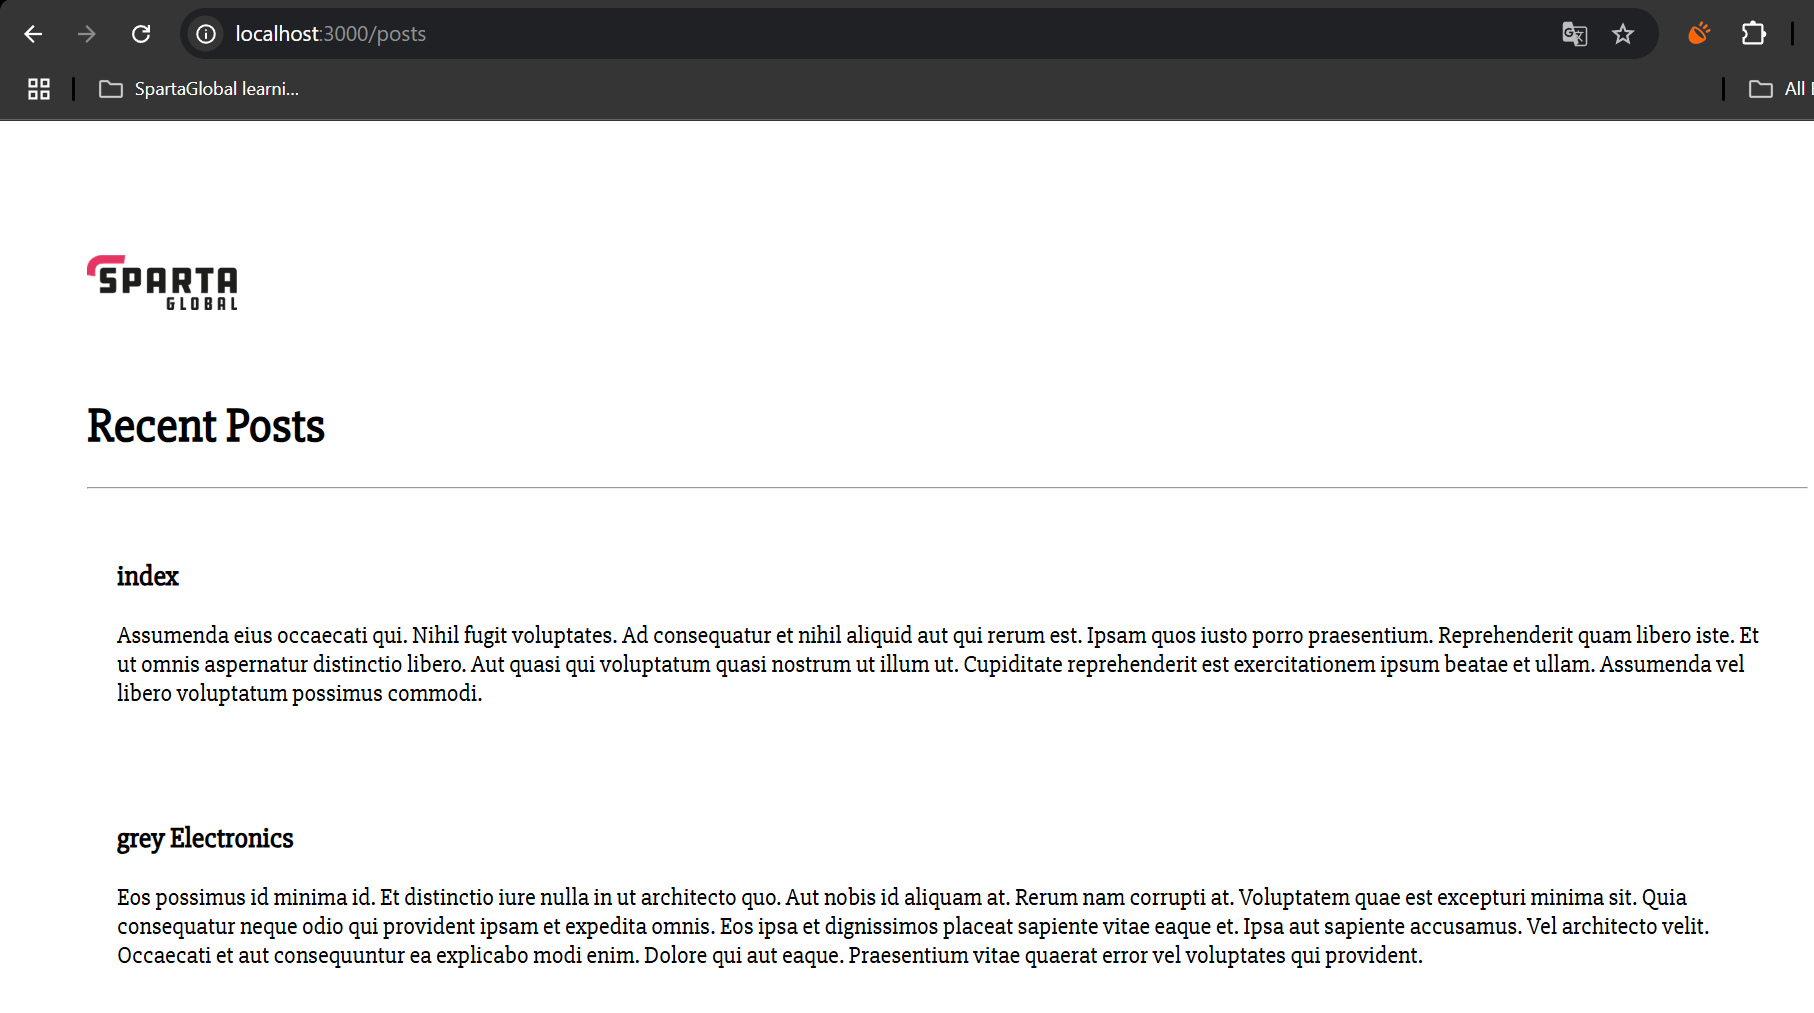 localhost:3000/posts
SpartaGlobal learni...
All
SPARTA
GLOBAL
Recent Posts
index
Assumenda eius occaecati qui. Nihil fugit voluptates. Ad consequatur et nihil aliquid aut qui rerum est. Ipsam quos iusto porro praesentium. Reprehenderit quam libero iste. Et
ut omnis aspernatur distinctio libero. Aut quasi qui voluptatum quasi nostrum ut illum ut. Cupiditate reprehenderit est exercitationem ipsum beatae et ullam. Assumenda vel
libero voluptatum possimus commodi.
grey Electronics
Eos possimus id minima id. Et distinctio iure nulla in ut architecto quo. Aut nobis id aliquam at. Rerum nam corrupti at. Voluptatem quae est excepturi minima sit. Quia
consequatur neque odio qui provident ipsam et expedita omnis. Eos ipsa et dignissimos placeat sapiente vitae eaque et. Ipsa aut sapiente accusamus. Vel architecto velit.
Occaecati et aut consequuntur ea explicabo modi enim. Dolore qui aut eaque. Praesentium vitae quaerat error vel voluptates qui provident.